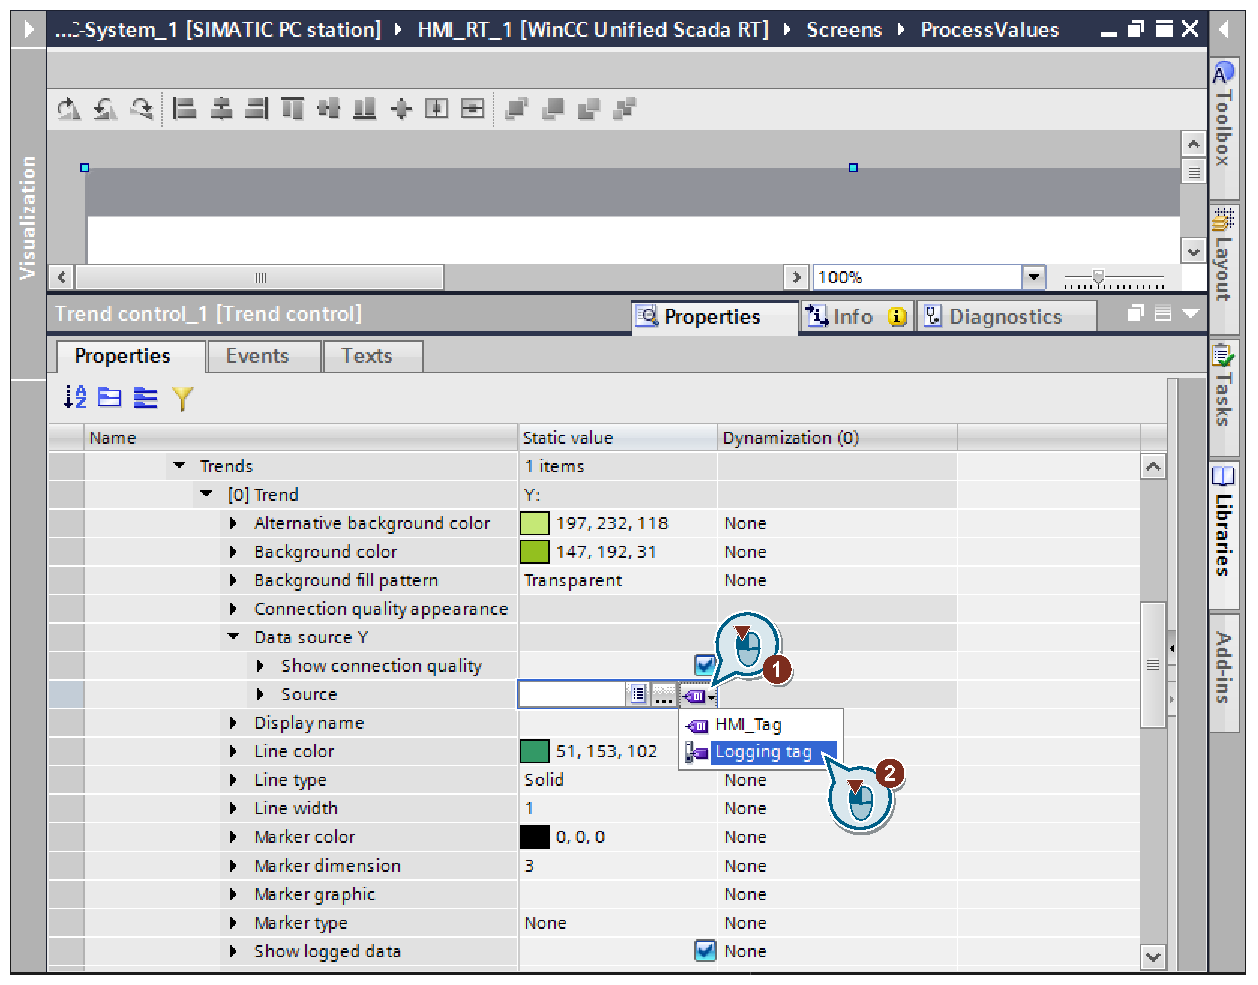 ...C-System_1 [SIMATIC PC station] HMI_RT_1 [WinCC Unified Scada RT] Screens ProcessValues
Visualization
100%
Trend control_1 [Trend control]
Properties Info Diagnostics
Properties Events Texts
Name Static value Dynamization (0)
Trends 1 items
[0] Trend Y:
Alternative background color 197, 232, 118 None
Background color 147, 192, 31 None
Background fill pattern Transparent None
Connection quality appearance
Data source Y
Show connection quality
1
Source ...
HMI_Tag
Logging tag
2
Display name
Line color 51, 153, 102
Line type Solid None
Line width 1 None
Marker color 0, 0, 0 None
Marker dimension 3 None
Marker graphic None
Marker type None None
Show logged data None
Toolbox
Layout
Tasks
Libraries
Add-ins